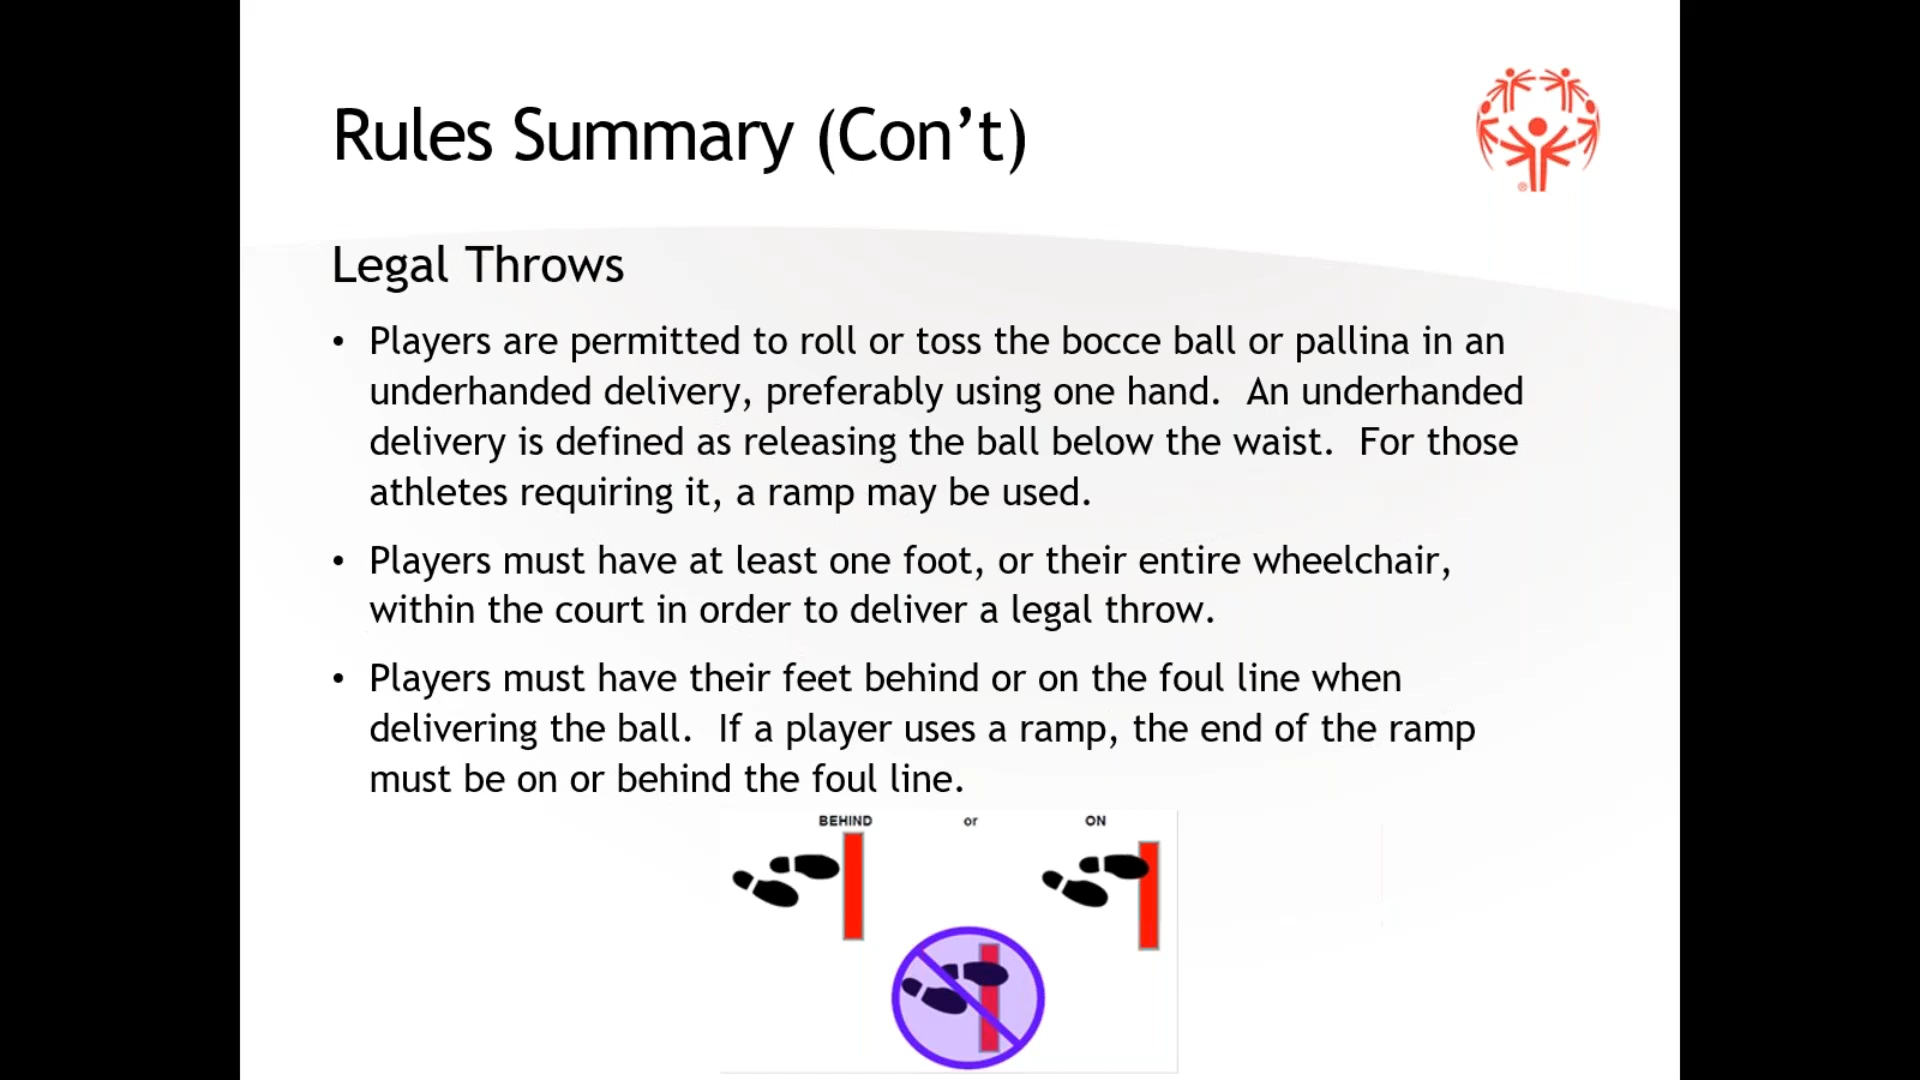 Rules Summary (Con’t)
Legal Throws
• Players are permitted to roll or toss the bocce ball or pallina in an
underhanded delivery, preferably using one hand.  An underhanded
delivery is defined as releasing the ball below the waist.  For those
athletes requiring it, a ramp may be used.
• Players must have at least one foot, or their entire wheelchair,
within the court in order to deliver a legal throw.
• Players must have their feet behind or on the foul line when
delivering the ball.  If a player uses a ramp, the end of the ramp
must be on or behind the foul line.
BEHIND or ON
®